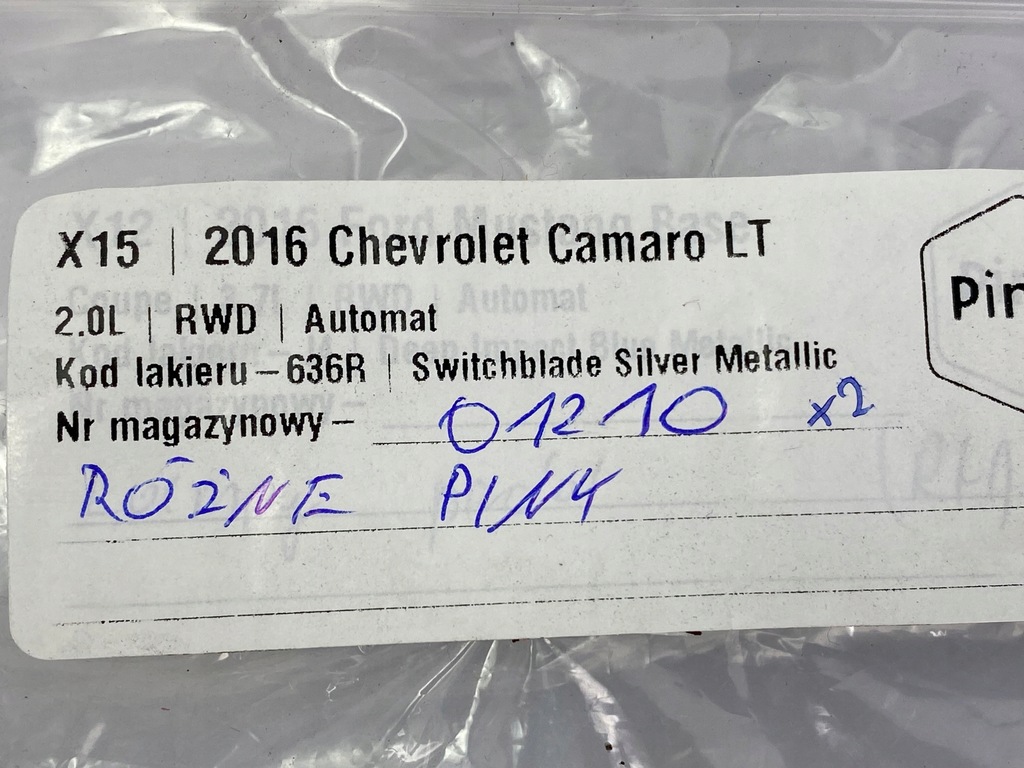 X15 | 2016 Chevrolet Camaro LT
2.0L | RWD | Automat
Kod lakieru – 636R | Switchblade Silver Metallic
Nr magazynowy – 01210 x2
RÓŻNE PINY
Pin